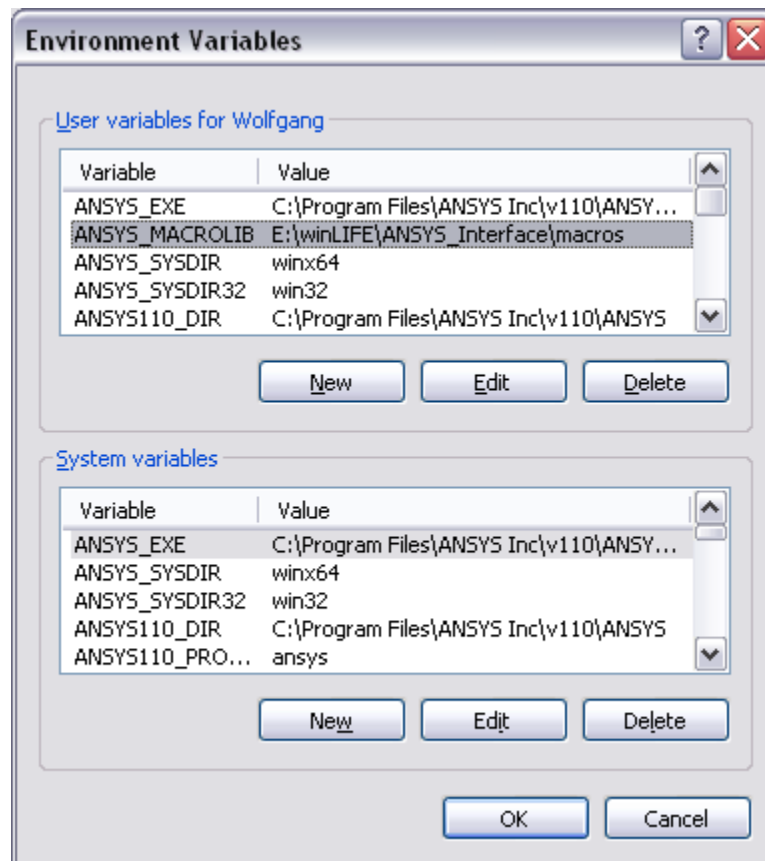 Environment Variables
User variables for Wolfgang
Variable Value
ANSYS_EXE C:\Program Files\ANSYS Inc\v110\ANSY...
ANSYS_MACROLIB E:\winLIFE\ANSYS_Interface\macros
ANSYS_SYSDIR winx64
ANSYS_SYSDIR32 win32
ANSYS110_DIR C:\Program Files\ANSYS Inc\v110\ANSYS
New Edit Delete
System variables
Variable Value
ANSYS_EXE C:\Program Files\ANSYS Inc\v110\ANSY...
ANSYS_SYSDIR winx64
ANSYS_SYSDIR32 win32
ANSYS110_DIR C:\Program Files\ANSYS Inc\v110\ANSYS
ANSYS110_PRO... ansys
New Edit Delete
OK Cancel